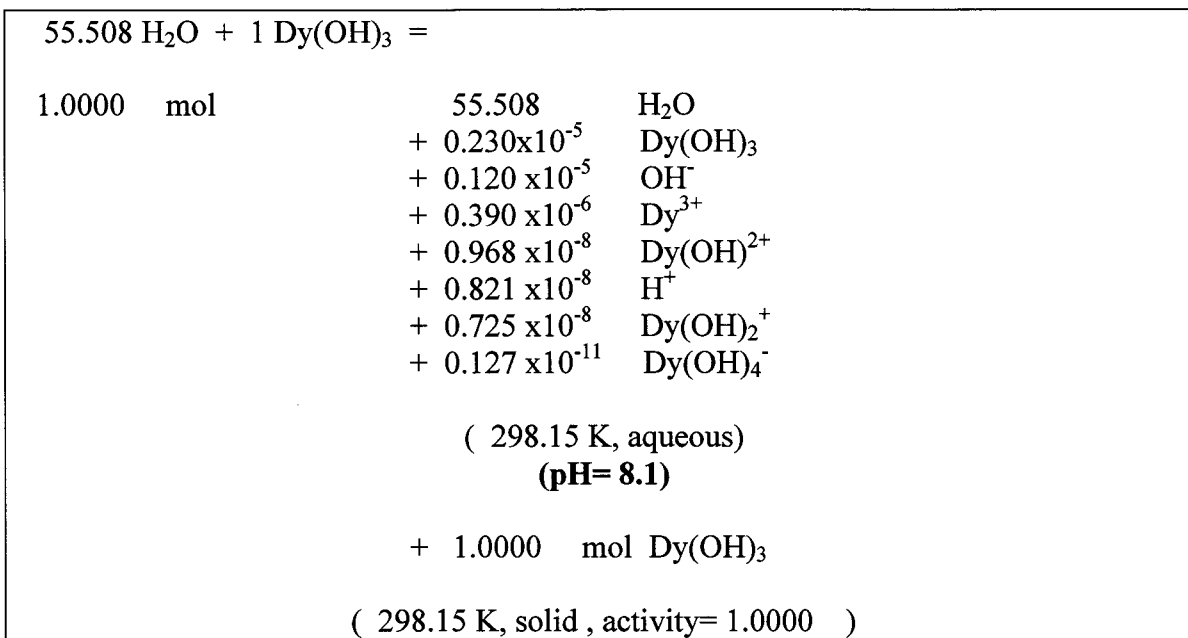 55.508 H₂O + 1 Dy(OH)₃ =
1.0000 mol 55.508 H₂O
+ 0.230x10⁻⁵ Dy(OH)₃
+ 0.120 x10⁻⁵ OH⁻
+ 0.390 x10⁻⁶ Dy³⁺
+ 0.968 x10⁻⁸ Dy(OH)²⁺
+ 0.821 x10⁻⁸ H⁺
+ 0.725 x10⁻⁸ Dy(OH)₂⁺
+ 0.127 x10⁻¹¹ Dy(OH)₄⁻
( 298.15 K, aqueous)
(pH= 8.1)
+ 1.0000 mol Dy(OH)₃
( 298.15 K, solid , activity= 1.0000 )